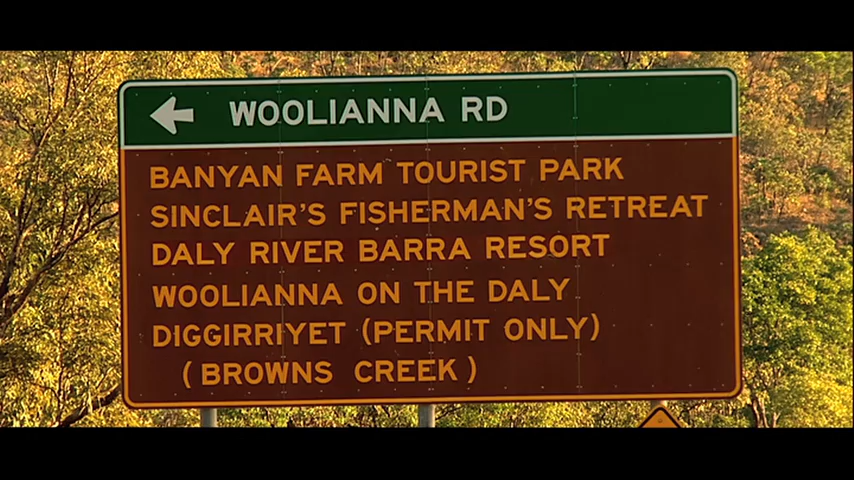 WOOLIANNA RD
BANYAN FARM TOURIST PARK
SINCLAIR'S FISHERMAN'S RETREAT
DALY RIVER BARRA RESORT
WOOLIANNA ON THE DALY
DIGGIRRIYET (PERMIT ONLY)
( BROWNS CREEK )